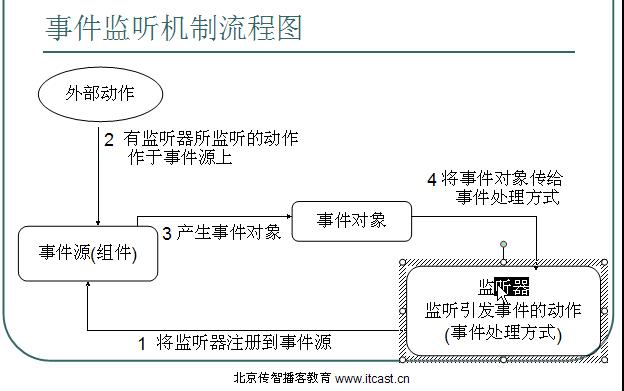 事件监听机制流程图
外部动作
2 有监听器所监听的动作
作于事件源上
4 将事件对象传给
事件处理方式
3 产生事件对象
事件对象
事件源(组件)
监听器
监听引发事件的动作
(事件处理方式)
1 将监听器注册到事件源
北京传智播客教育 www.itcast.cn